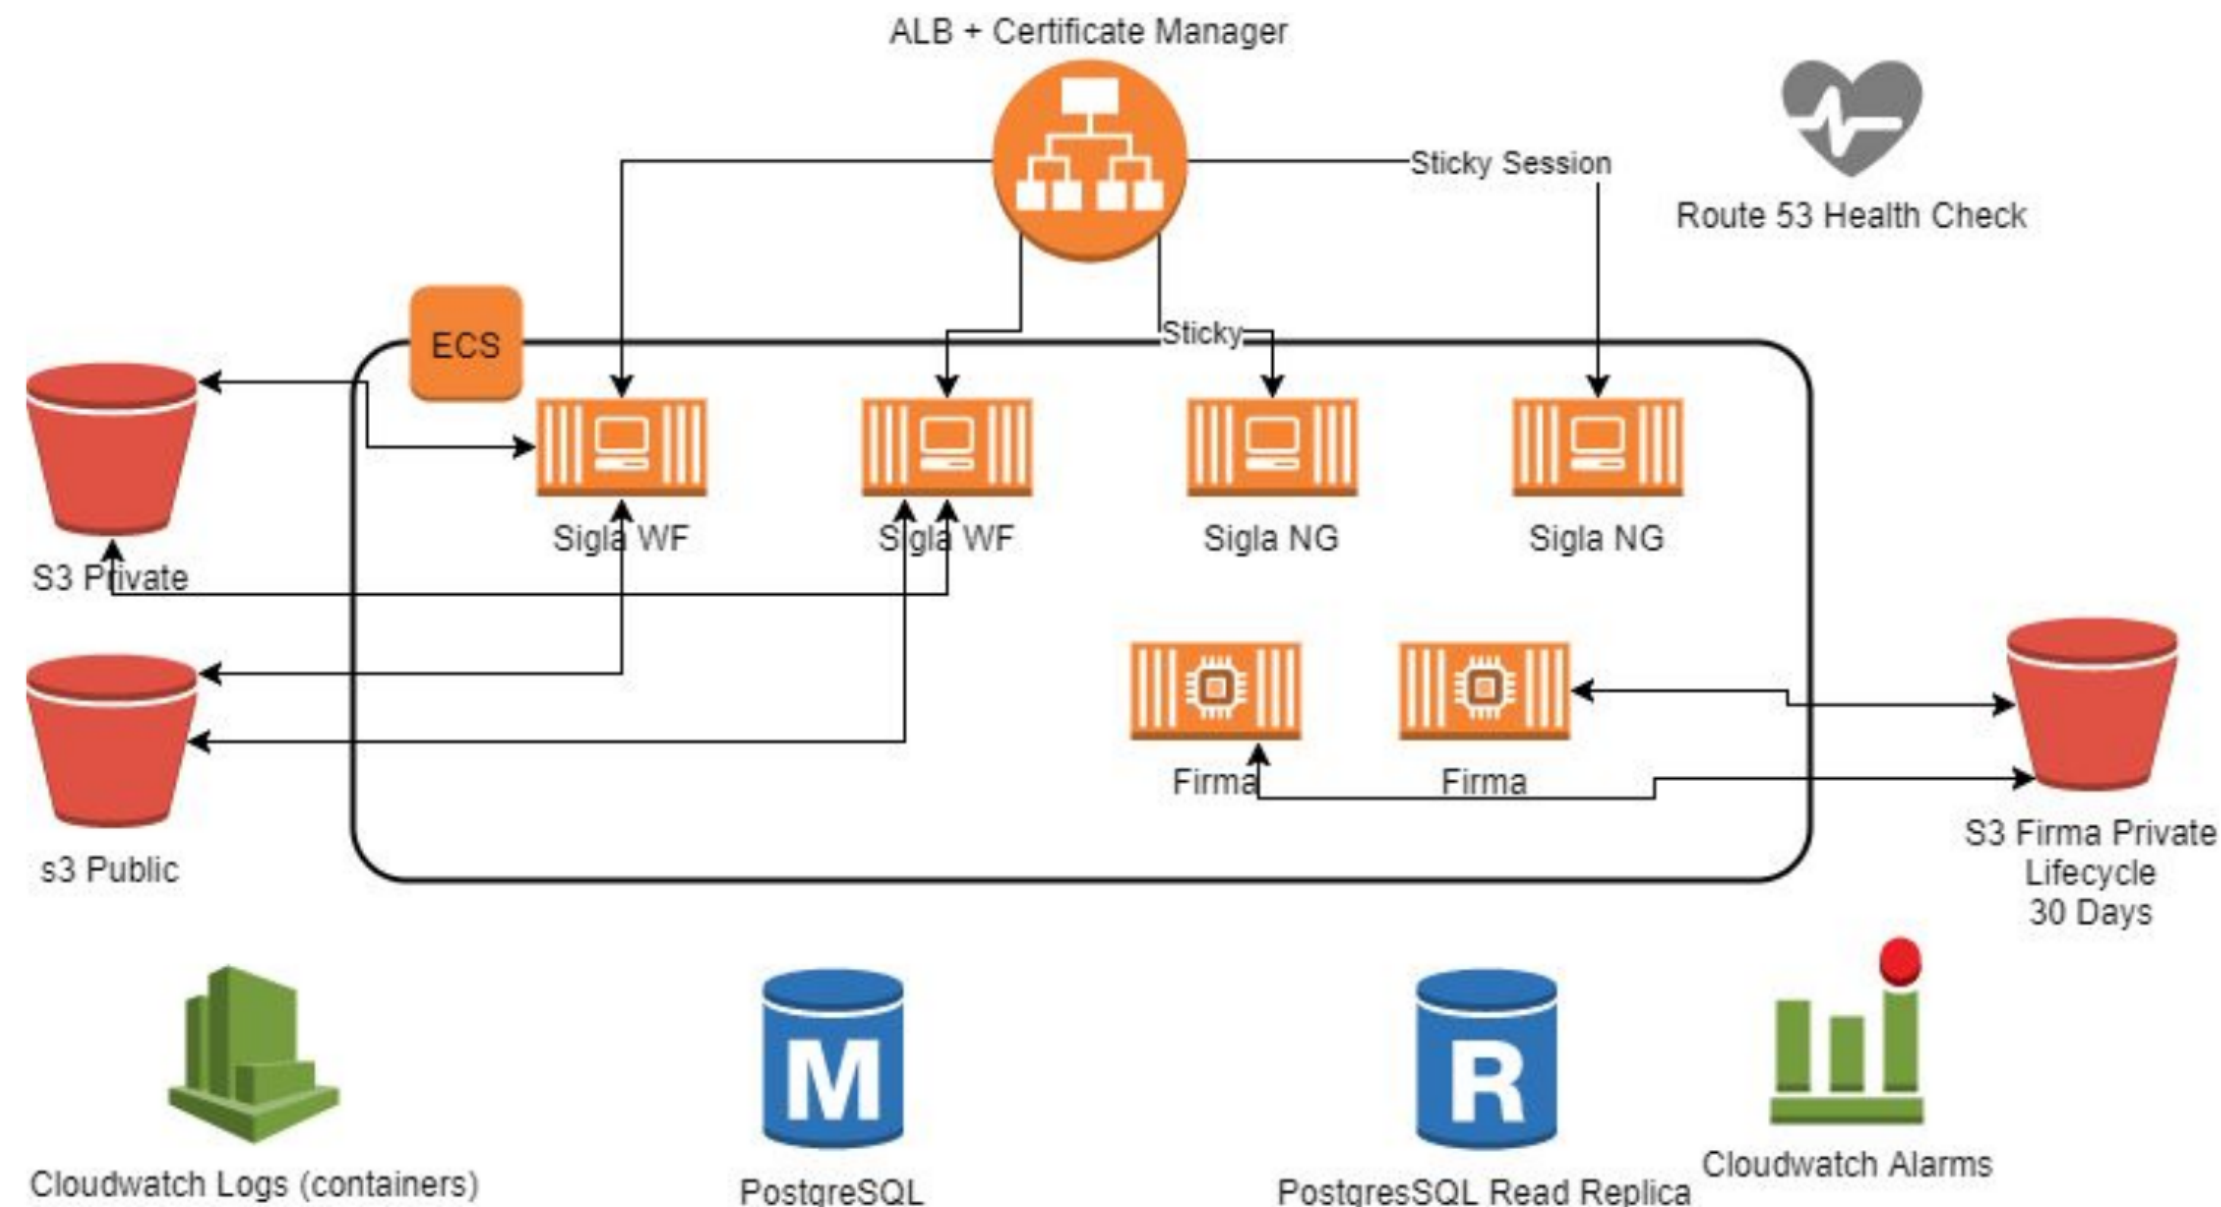 ALB + Certificate Manager
Sticky Session
Route 53 Health Check
ECS
Sticky
Sigla WF
Sigla WF
Sigla NG
Sigla NG
S3 Private
Firma
Firma
s3 Public
S3 Firma Private
Lifecycle
30 Days
M
R
Cloudwatch Logs (containers)
PostgreSQL
PostgresSQL Read Replica
Cloudwatch Alarms